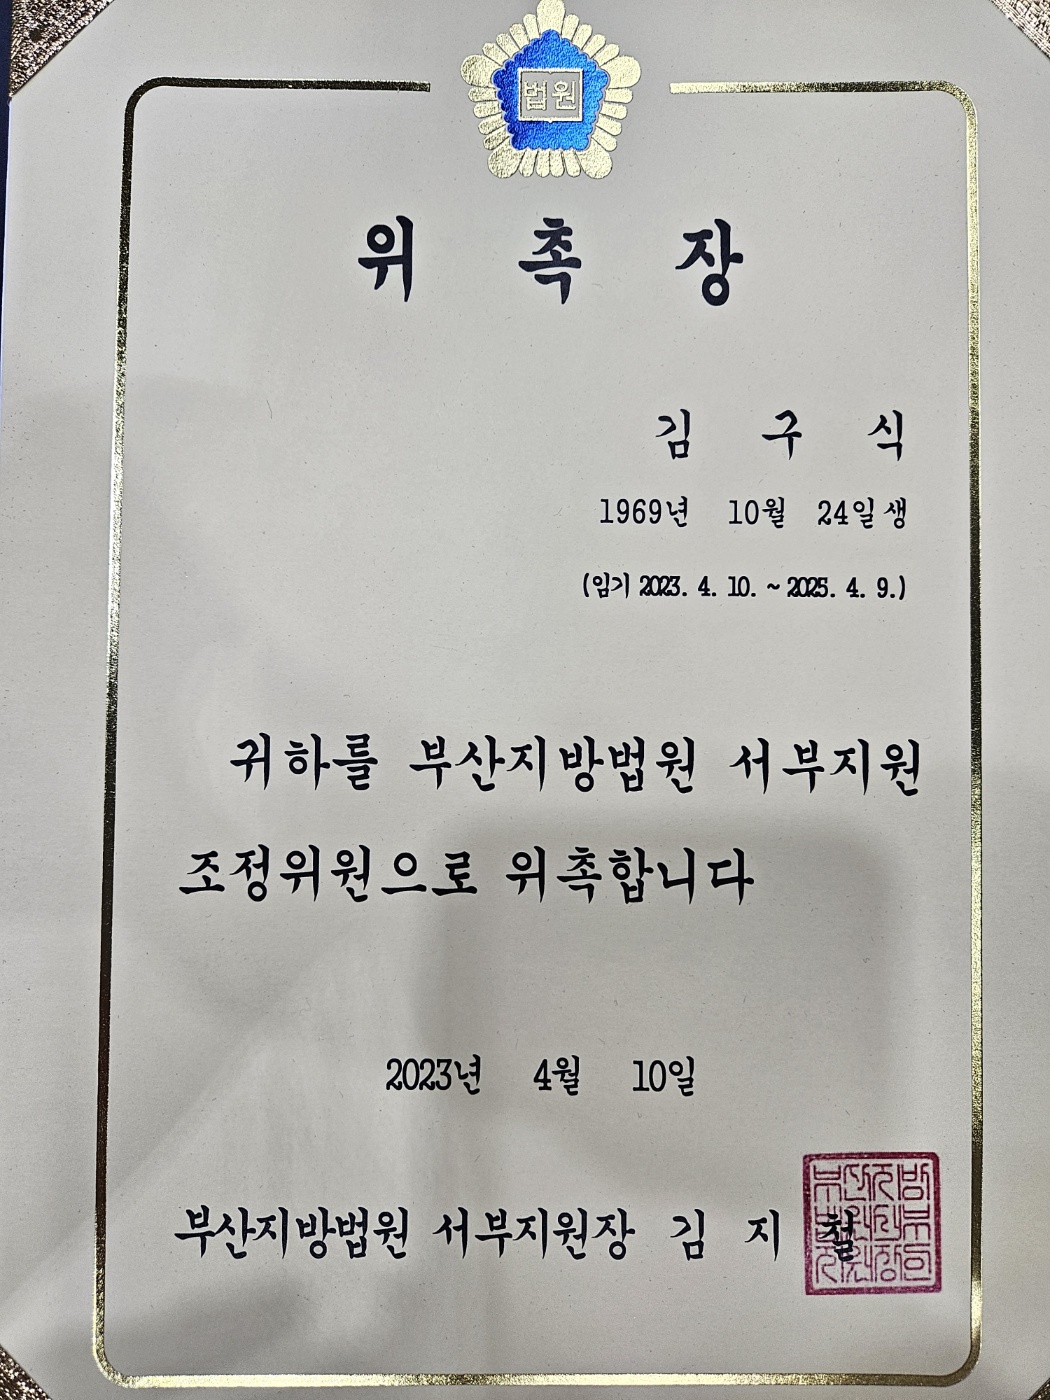 법원
위 촉 장
김 구 식
1969년 10월 24일생
(임기 2023. 4. 10. ~ 2025. 4. 9.)
귀하를 부산지방법원 서부지원
조정위원으로 위촉합니다
2023년 4월 10일
부산지방법원 서부지원장 김 지 철